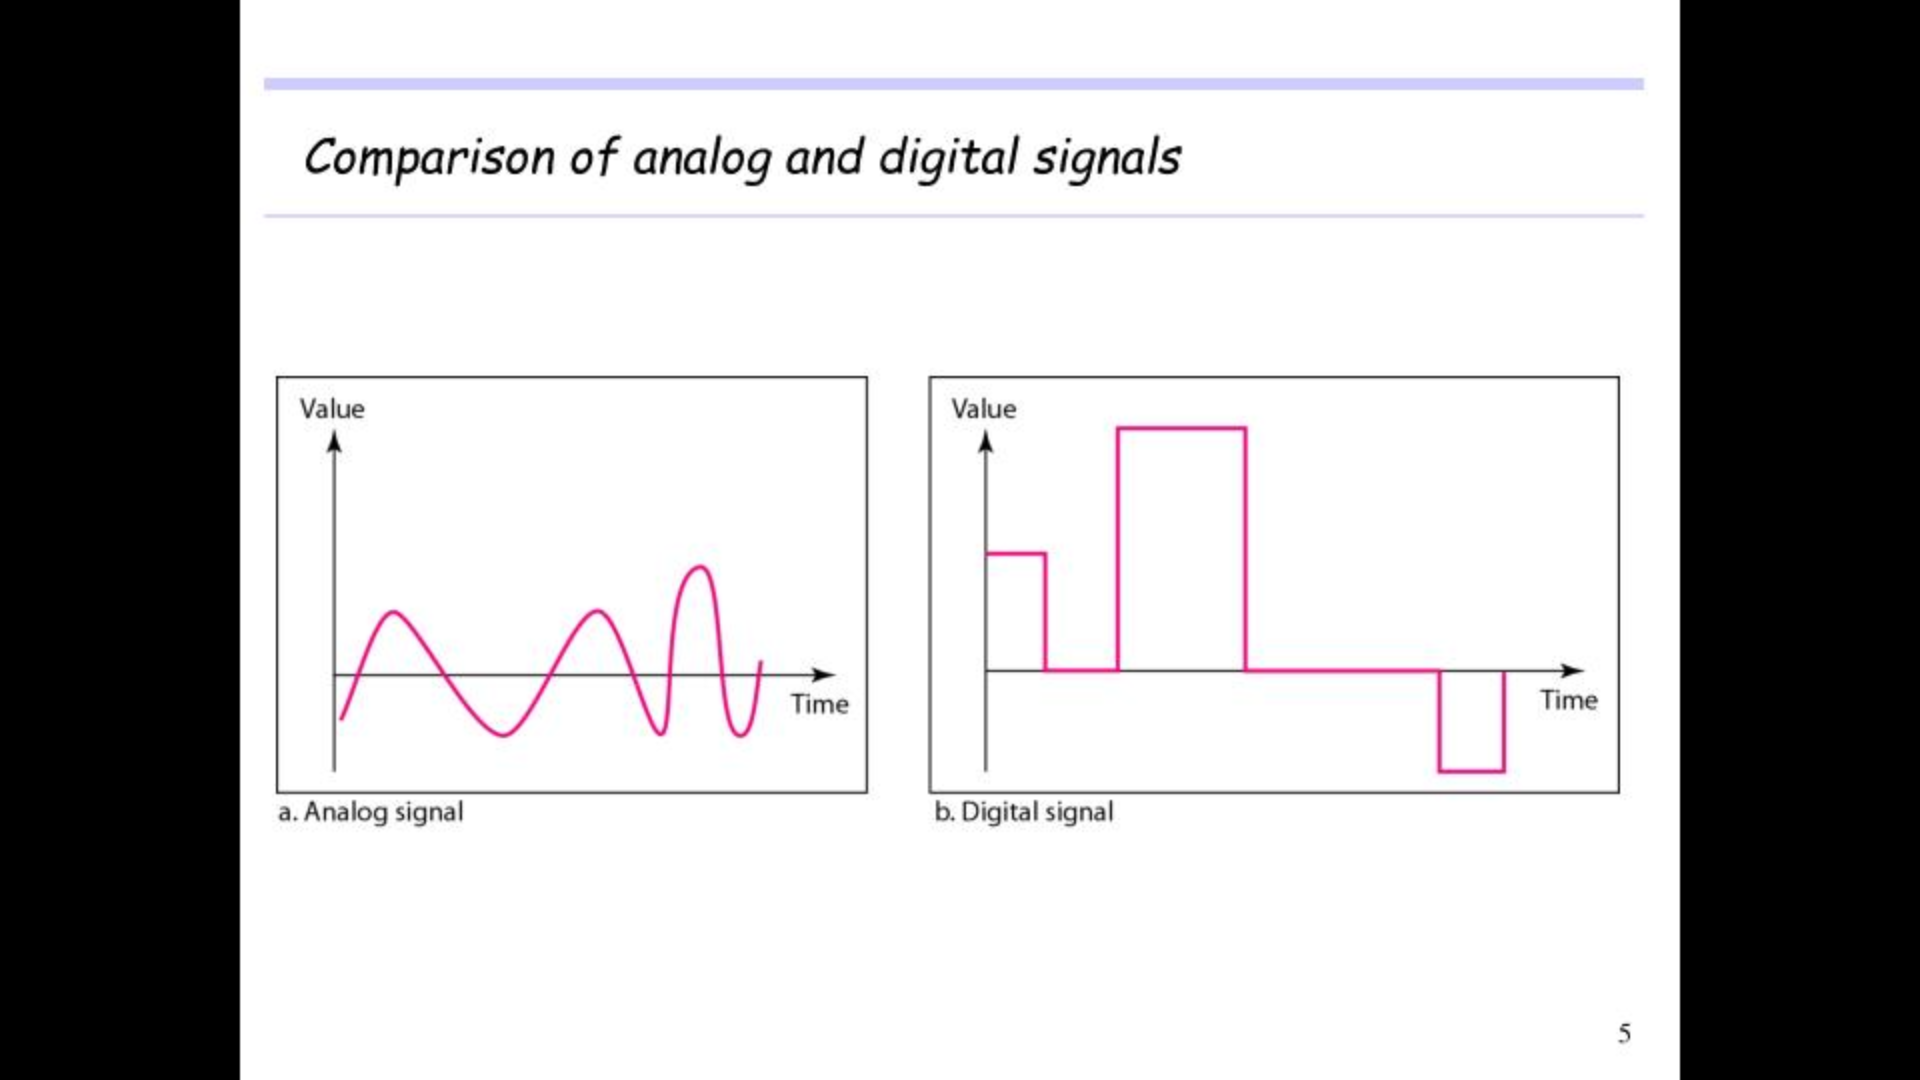 Comparison of analog and digital signals
Value
Time
a. Analog signal
Value
Time
b. Digital signal
5